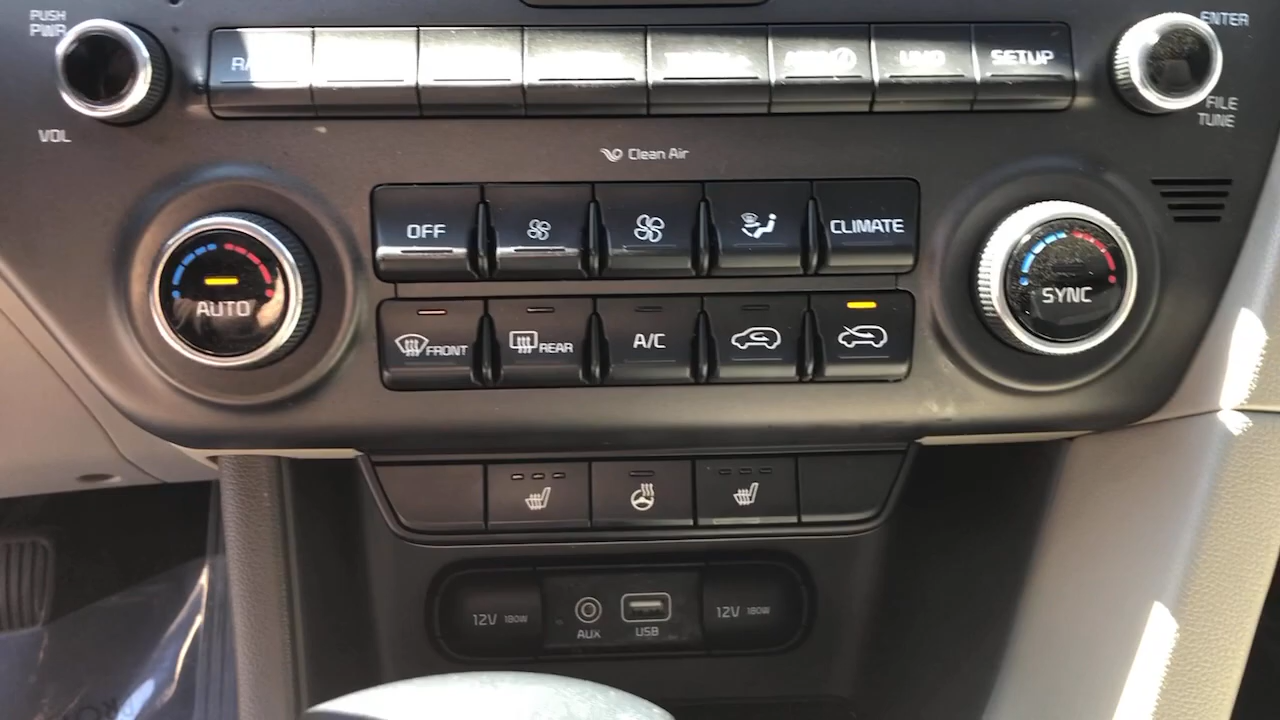 PUSH
PWR
VOL
SETUP
ENTER
FILE
TUNE
Clean Air
OFF
CLIMATE
AUTO
SYNC
FRONT
REAR
A/C
12V 180W
AUX
USB
12V 180W